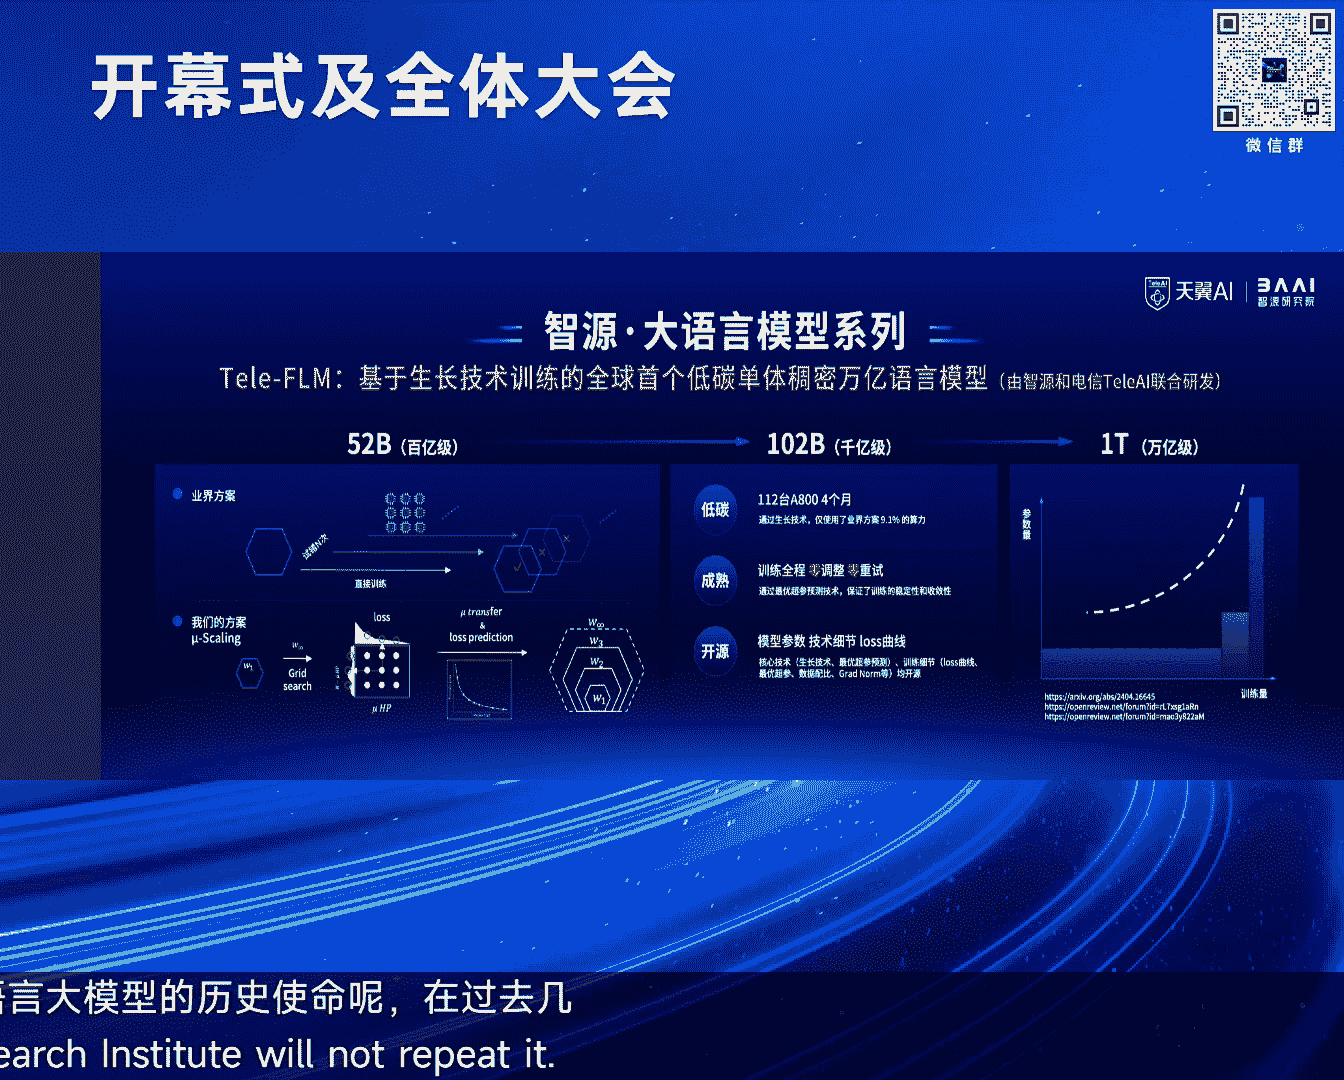 开幕式及全体大会
微信群
TeleAI
天翼AI
BAAI
智源研究院
智源·大语言模型系列
Tele-FLM：基于生长技术训练的全球首个低碳单体稠密万亿语言模型（由智源和电信TeleAI联合研发）
52B（百亿级）
102B（千亿级）
1T（万亿级）
业界方案
试错N次
直接训练
我们的方案
μ-Scaling
w₁
w∞
Grid
search
loss
μ HP
μ transfer
&
loss prediction
w∞
w₃
w₂
w₁
低碳
112台A800 4个月
通过生长技术，仅使用了业界方案 9.1% 的算力
成熟
训练全程 零调整 零重试
通过最优超参预测技术，保证了训练的稳定性和收敛性
开源
模型参数 技术细节 loss曲线
核心技术（生长技术、最优超参预测）、训练细节（loss曲线、
最优超参、数据配比、Grad Norm等）均开源
参数量
训练量
https://arxiv.org/abs/2404.16645
https://openreview.net/forum?id=rL7xsg1aRn
https://openreview.net/forum?id=mao3y822aM
语言大模型的历史使命呢，在过去几
earch Institute will not repeat it.